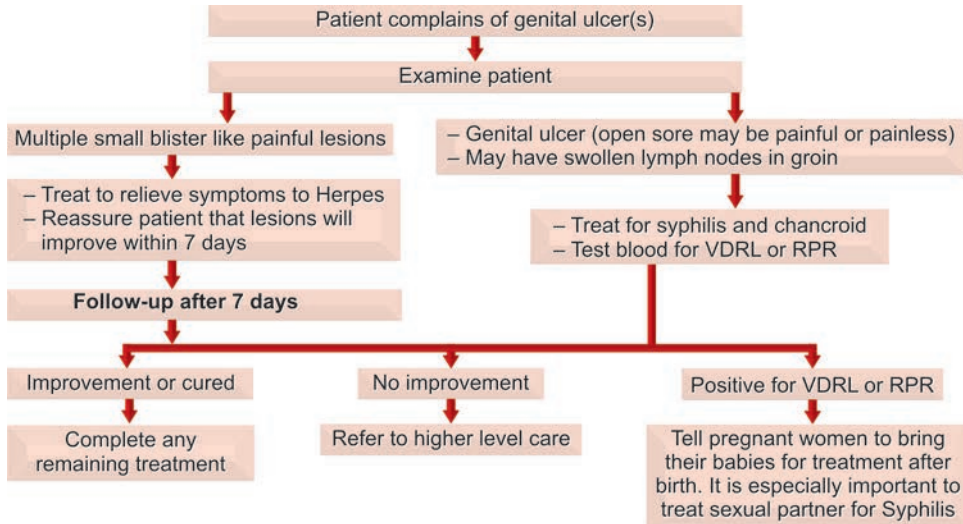 Patient complains of genital ulcer(s)
Examine patient
Multiple small blister like painful lesions
– Treat to relieve symptoms to Herpes
– Reassure patient that lesions will
improve within 7 days
Follow-up after 7 days
– Genital ulcer (open sore may be painful or painless)
– May have swollen lymph nodes in groin
– Treat for syphilis and chancroid
– Test blood for VDRL or RPR
Improvement or cured
Complete any
remaining treatment
No improvement
Refer to higher level care
Positive for VDRL or RPR
Tell pregnant women to bring
their babies for treatment after
birth. It is especially important to
treat sexual partner for Syphilis